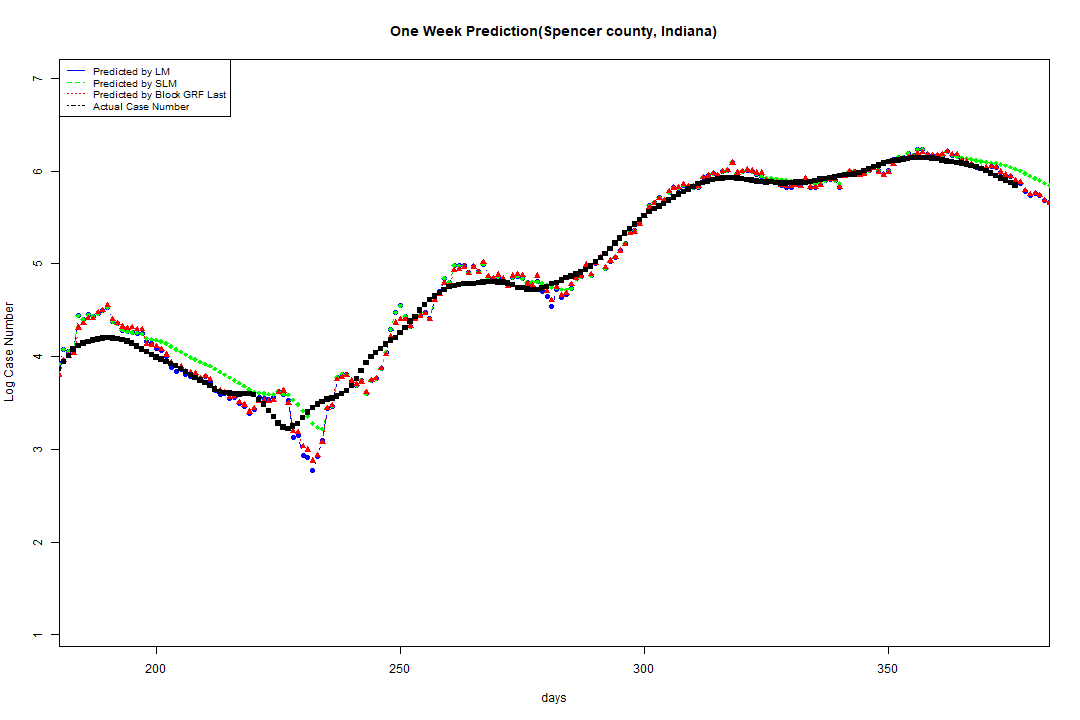 One Week Prediction(Spencer county, Indiana)
Predicted by LM
Predicted by SLM
Predicted by Block GRF Last
Actual Case Number
7
6
5
4
3
2
1
Log Case Number
200 250 300 350
days